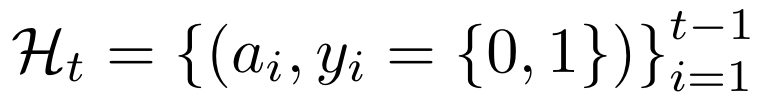 $\mathcal{H}_t = \{(a_i, y_i = \{0, 1\})\}_{i=1}^{t-1}$